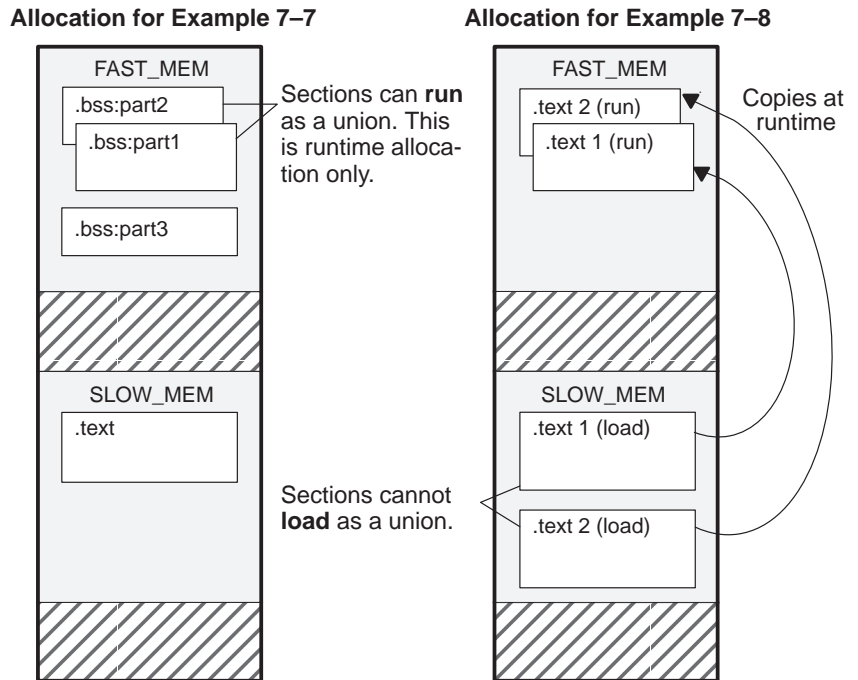 Allocation for Example 7–7
FAST_MEM
.bss:part2
.bss:part1
.bss:part3
Sections can run
as a union. This
is runtime alloca-
tion only.
SLOW_MEM
.text
Allocation for Example 7–8
FAST_MEM
.text 2 (run)
.text 1 (run)
Copies at
runtime
SLOW_MEM
.text 1 (load)
.text 2 (load)
Sections cannot
load as a union.